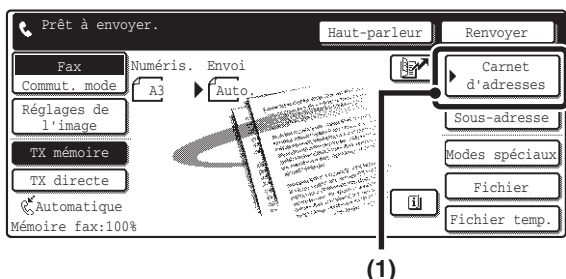 Prêt à envoyer.
Haut-parleur
Renvoyer
Fax
Commut. mode
Numéris.
Envoi
A3
Auto
Carnet
d'adresses
Réglages de
l'image
Sous-adresse
TX mémoire
Modes spéciaux
TX directe
Fichier
Automatique
Mémoire fax:100%
Fichier temp.
(1)